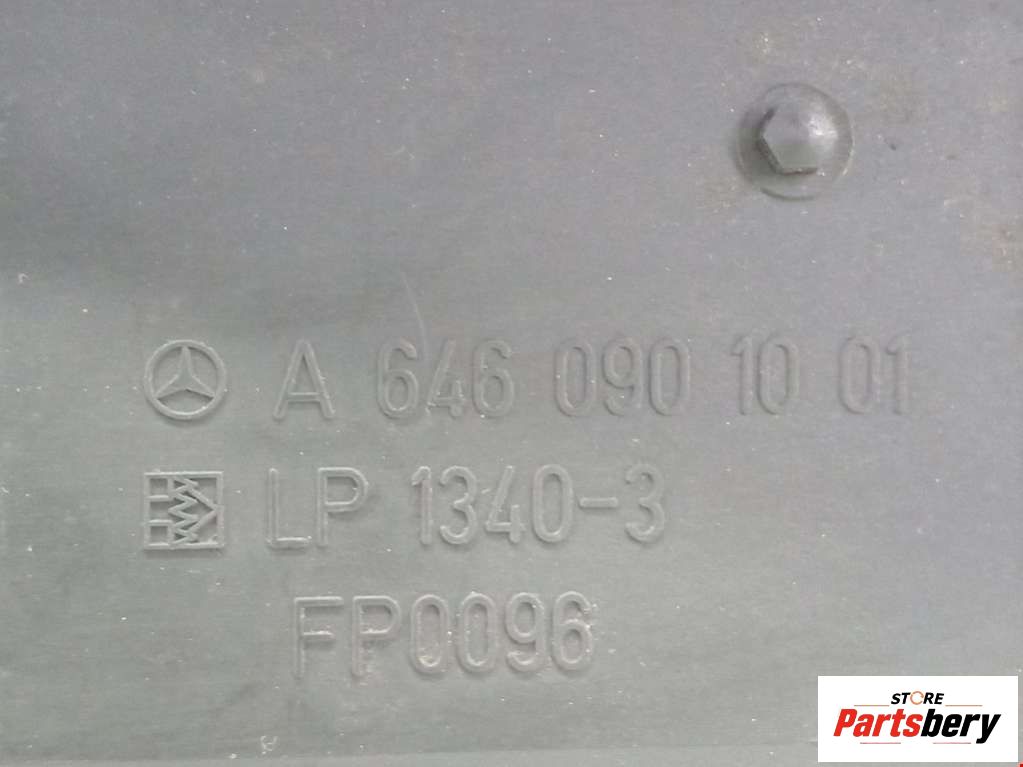 A 646 090 10 01
LP 1340-3
FP0096
STORE
Partsbery